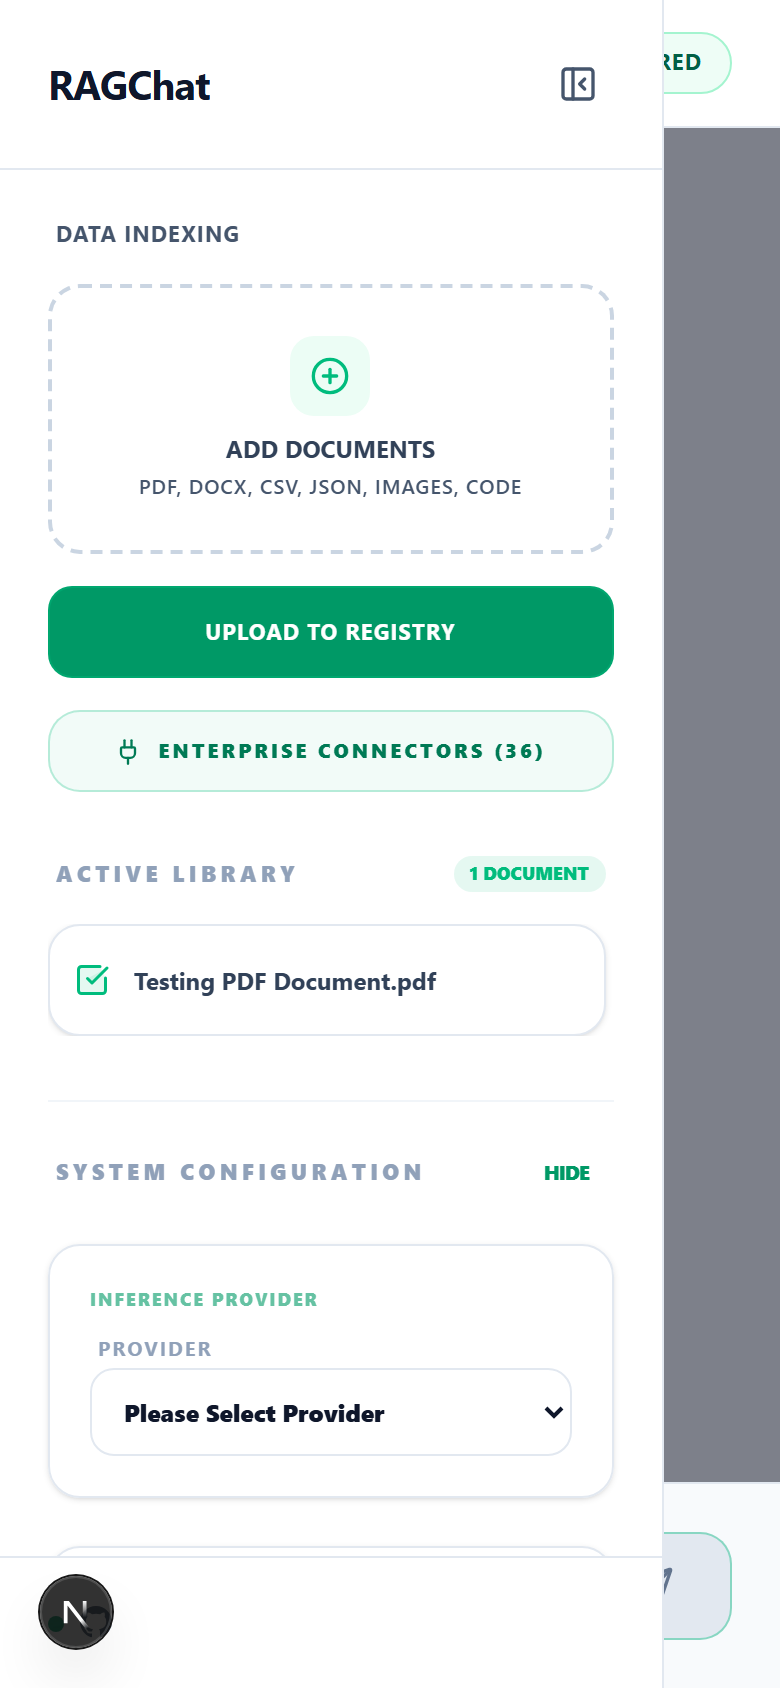 RAGChat
RED
DATA INDEXING
ADD DOCUMENTS
PDF, DOCX, CSV, JSON, IMAGES, CODE
UPLOAD TO REGISTRY
ENTERPRISE CONNECTORS (36)
ACTIVE LIBRARY
1 DOCUMENT
Testing PDF Document.pdf
SYSTEM CONFIGURATION
HIDE
INFERENCE PROVIDER
PROVIDER
Please Select Provider
N